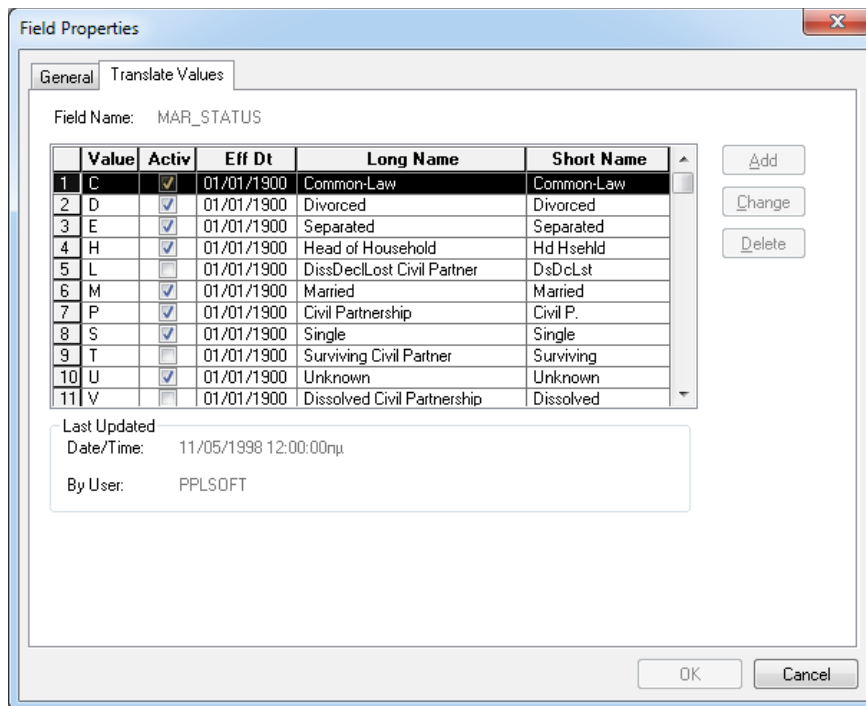 Field Properties
General Translate Values
Field Name: MAR_STATUS
Value Activ Eff Dt Long Name Short Name
1 C 01/01/1900 Common-Law Common-Law
2 D 01/01/1900 Divorced Divorced
3 E 01/01/1900 Separated Separated
4 H 01/01/1900 Head of Household Hd Hsehld
5 L 01/01/1900 DissDeclLost Civil Partner DsDcLst
6 M 01/01/1900 Married Married
7 P 01/01/1900 Civil Partnership Civil P.
8 S 01/01/1900 Single Single
9 T 01/01/1900 Surviving Civil Partner Surviving
10 U 01/01/1900 Unknown Unknown
11 V 01/01/1900 Dissolved Civil Partnership Dissolved
Add
Change
Delete
Last Updated
Date/Time: 11/05/1998 12:00:00πμ
By User: PPLSOFT
OK Cancel